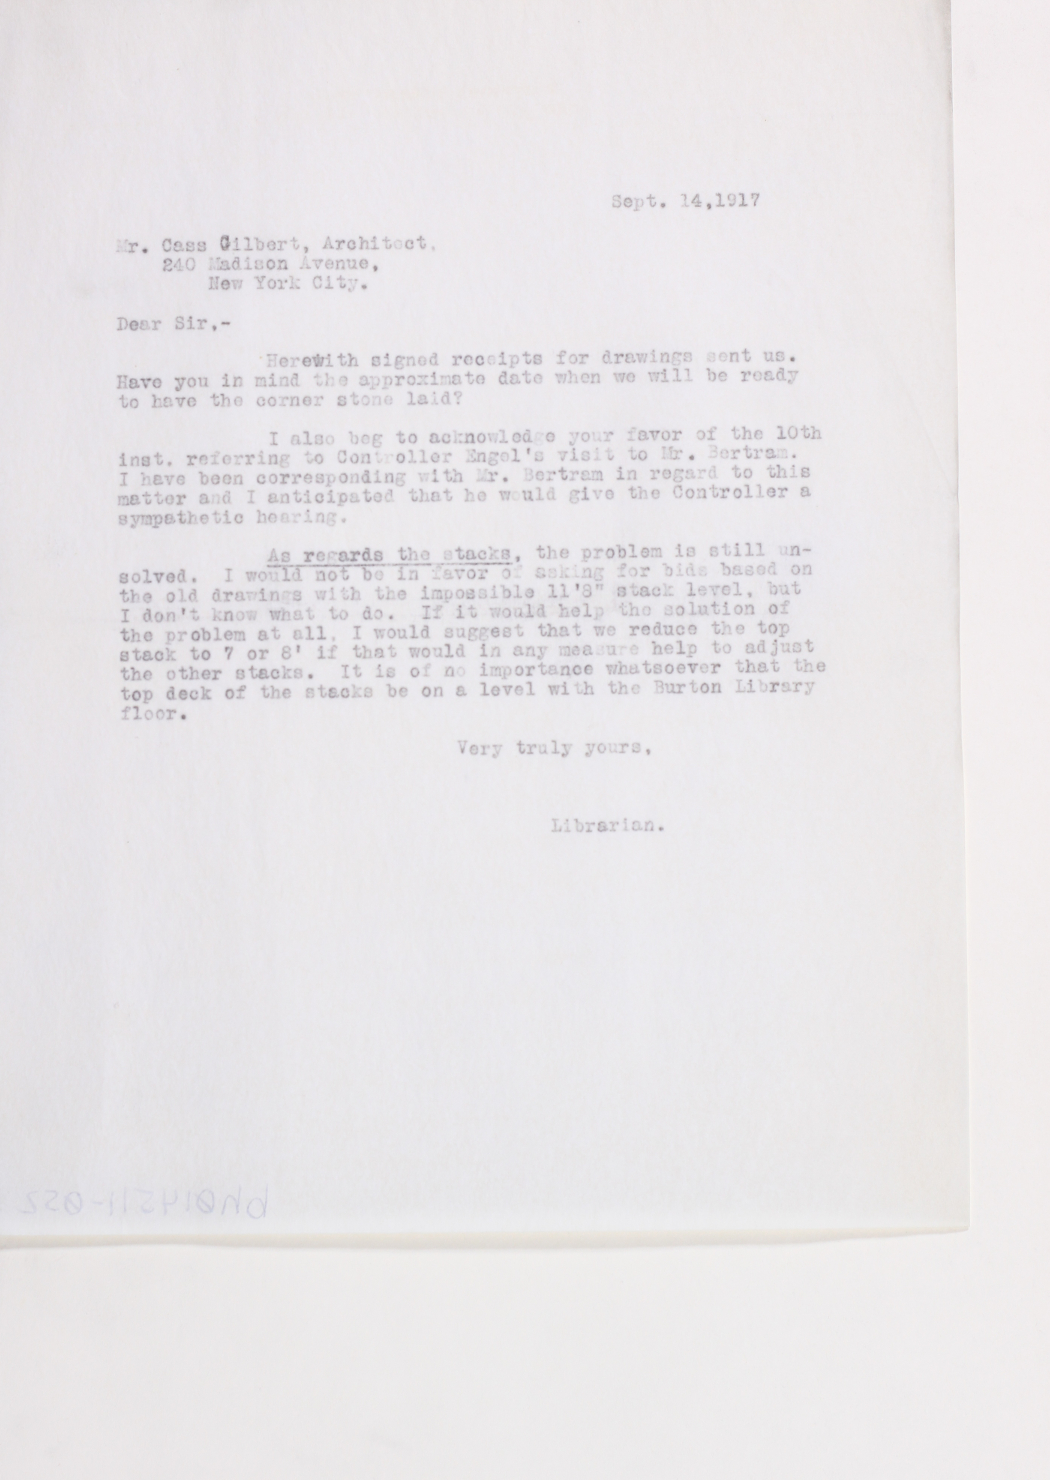 Sept. 14,1917
Mr. Cass Gilbert, Architect,
240 Madison Avenue,
New York City.
Dear Sir,-
Herewith signed receipts for drawings sent us.
Have you in mind the approximate date when we will be ready
to have the corner stone laid?
I also beg to acknowledge your favor of the 10th
inst. referring to Controller Engel's visit to Mr. Bertram.
I have been corresponding with Mr. Bertram in regard to this
matter and I anticipated that he would give the Controller a
sympathetic hearing.
As regards the stacks, the problem is still un-
solved. I would not be in favor of asking for bids based on
the old drawings with the impossible 11'8" stack level, but
I don't know what to do. If it would help the solution of
the problem at all, I would suggest that we reduce the top
stack to 7 or 8' if that would in any measure help to adjust
the other stacks. It is of no importance whatsoever that the
top deck of the stacks be on a level with the Burton Library
floor.
Very truly yours,
Librarian.